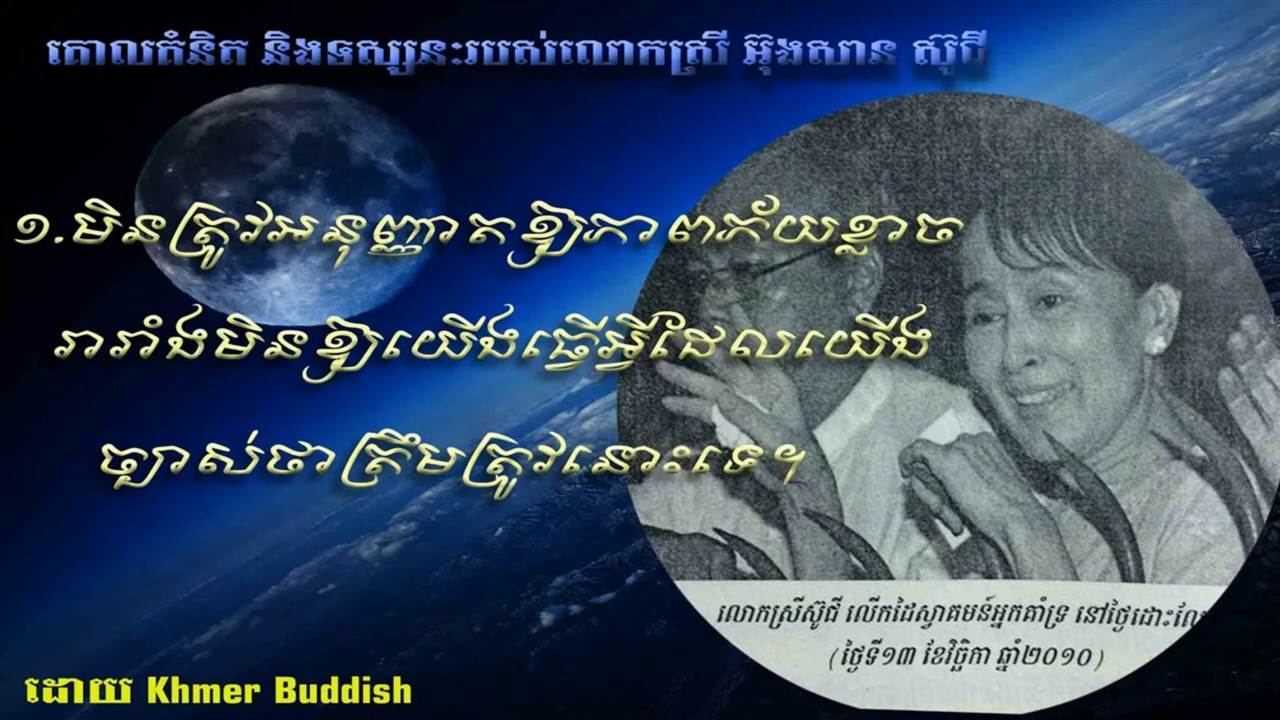 គោលគំនិត និងទស្សនៈរបស់លោកស្រី អ៊ុងសាន ស៊ូជី
១.មិនត្រូវអនុញ្ញាតឱ្យភាពភ័យខ្លាច
រារាំងមិនឱ្យយើងធ្វើអ្វីដែលយើង
ច្បាស់ថាត្រឹមត្រូវនោះទេ។
លោកស្រីស៊ូជី លើកដៃស្វាគមន៍អ្នកគាំទ្រ នៅថ្ងៃដោះលែ
(ថ្ងៃទី១៣ ខែវិច្ឆិកា ឆ្នាំ២០១០)
ដោយ Khmer Buddish